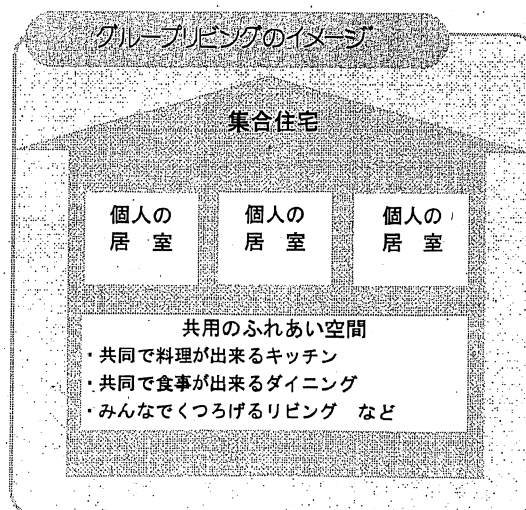 グループリビングのイメージ
集合住宅
個人の
居 室
個人の
居 室
個人の
居 室
共用のふれあい空間
・共同で料理が出来るキッチン
・共同で食事が出来るダイニング
・みんなでくつろげるリビング など